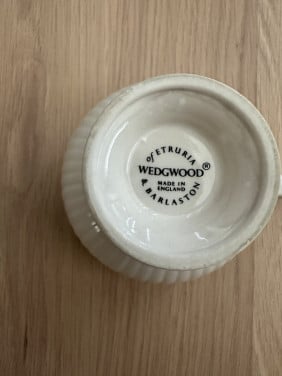 of ETRURIA
WEDGWOOD®
MADE IN
ENGLAND
& BARLASTON